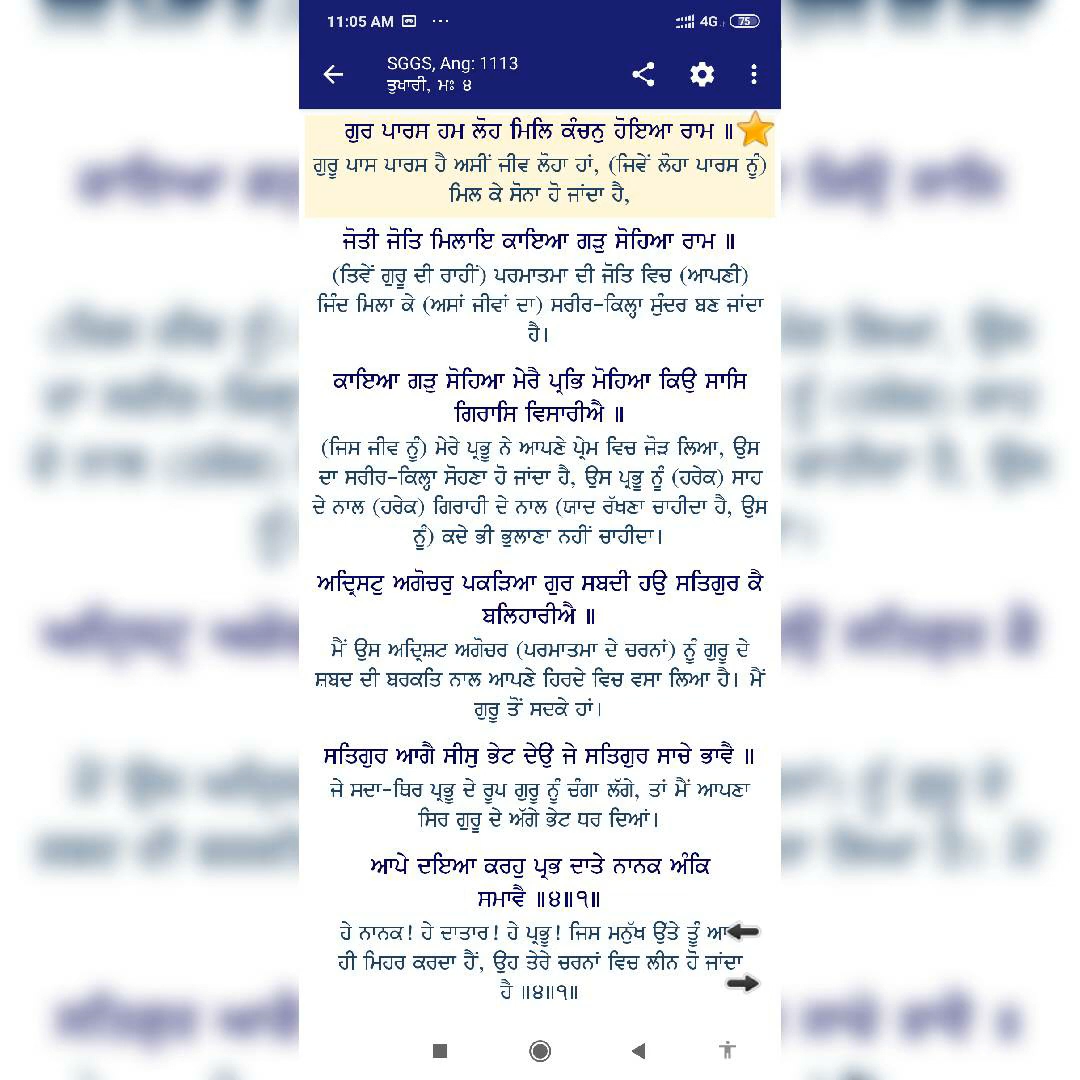 11:05 AM ··· 4G 75
SGGS, Ang: 1113
ਤੁਖਾਰੀ, ਮਃ ੪
ਗੁਰ ਪਾਰਸ ਹਮ ਲੋਹ ਮਿਲਿ ਕੰਚਨੁ ਹੋਇਆ ਰਾਮ ॥
ਗੁਰੂ ਪਾਸ ਪਾਰਸ ਹੈ ਅਸੀਂ ਜੀਵ ਲੋਹਾ ਹਾਂ, (ਜਿਵੇਂ ਲੋਹਾ ਪਾਰਸ ਨੂੰ)
ਮਿਲ ਕੇ ਸੋਨਾ ਹੋ ਜਾਂਦਾ ਹੈ,
ਜੋਤੀ ਜੋਤਿ ਮਿਲਾਇ ਕਾਇਆ ਗੜੁ ਸੋਹਿਆ ਰਾਮ ॥
(ਤਿਵੇਂ ਗੁਰੂ ਦੀ ਰਾਹੀਂ) ਪਰਮਾਤਮਾ ਦੀ ਜੋਤਿ ਵਿਚ (ਆਪਣੀ)
ਜਿੰਦ ਮਿਲਾ ਕੇ (ਅਸਾਂ ਜੀਵਾਂ ਦਾ) ਸਰੀਰ-ਕਿਲ੍ਹਾ ਸੁੰਦਰ ਬਣ ਜਾਂਦਾ
ਹੈ।
ਕਾਇਆ ਗੜੁ ਸੋਹਿਆ ਮੇਰੈ ਪ੍ਰਭਿ ਮੋਹਿਆ ਕਿਉ ਸਾਸਿ
ਗਿਰਾਸਿ ਵਿਸਾਰੀਐ ॥
(ਜਿਸ ਜੀਵ ਨੂੰ) ਮੇਰੇ ਪ੍ਰਭੂ ਨੇ ਆਪਣੇ ਪ੍ਰੇਮ ਵਿਚ ਜੋੜ ਲਿਆ, ਉਸ
ਦਾ ਸਰੀਰ-ਕਿਲ੍ਹਾ ਸੋਹਣਾ ਹੋ ਜਾਂਦਾ ਹੈ, ਉਸ ਪ੍ਰਭੂ ਨੂੰ (ਹਰੇਕ) ਸਾਹ
ਦੇ ਨਾਲ (ਹਰੇਕ) ਗਿਰਾਹੀ ਦੇ ਨਾਲ (ਯਾਦ ਰੱਖਣਾ ਚਾਹੀਦਾ ਹੈ, ਉਸ
ਨੂੰ) ਕਦੇ ਭੀ ਭੁਲਾਣਾ ਨਹੀਂ ਚਾਹੀਦਾ।
ਅਦ੍ਰਿਸਟੁ ਅਗੋਚਰੁ ਪਕੜਿਆ ਗੁਰ ਸਬਦੀ ਹਉ ਸਤਿਗੁਰ ਕੈ
ਬਲਿਹਾਰੀਐ ॥
ਮੈਂ ਉਸ ਅਦ੍ਰਿਸ਼ਟ ਅਗੋਚਰ (ਪਰਮਾਤਮਾ ਦੇ ਚਰਨਾਂ) ਨੂੰ ਗੁਰੂ ਦੇ
ਸ਼ਬਦ ਦੀ ਬਰਕਤਿ ਨਾਲ ਆਪਣੇ ਹਿਰਦੇ ਵਿਚ ਵਸਾ ਲਿਆ ਹੈ। ਮੈਂ
ਗੁਰੂ ਤੋਂ ਸਦਕੇ ਹਾਂ।
ਸਤਿਗੁਰ ਆਗੈ ਸੀਸੁ ਭੇਟ ਦੇਉ ਜੇ ਸਤਿਗੁਰ ਸਾਚੇ ਭਾਵੈ ॥
ਜੇ ਸਦਾ-ਥਿਰ ਪ੍ਰਭੂ ਦੇ ਰੂਪ ਗੁਰੂ ਨੂੰ ਚੰਗਾ ਲੱਗੇ, ਤਾਂ ਮੈਂ ਆਪਣਾ
ਸਿਰ ਗੁਰੂ ਦੇ ਅੱਗੇ ਭੇਟ ਧਰ ਦਿਆਂ।
ਆਪੇ ਦਇਆ ਕਰਹੁ ਪ੍ਰਭ ਦਾਤੇ ਨਾਨਕ ਅੰਕਿ
ਸਮਾਵੈ ॥੪॥੧॥
ਹੇ ਨਾਨਕ! ਹੇ ਦਾਤਾਰ! ਹੇ ਪ੍ਰਭੂ! ਜਿਸ ਮਨੁੱਖ ਉੱਤੇ ਤੂੰ ਆ
ਹੀ ਮਿਹਰ ਕਰਦਾ ਹੈਂ, ਉਹ ਤੇਰੇ ਚਰਨਾਂ ਵਿਚ ਲੀਨ ਹੋ ਜਾਂਦਾ
ਹੈ ॥੪॥੧॥